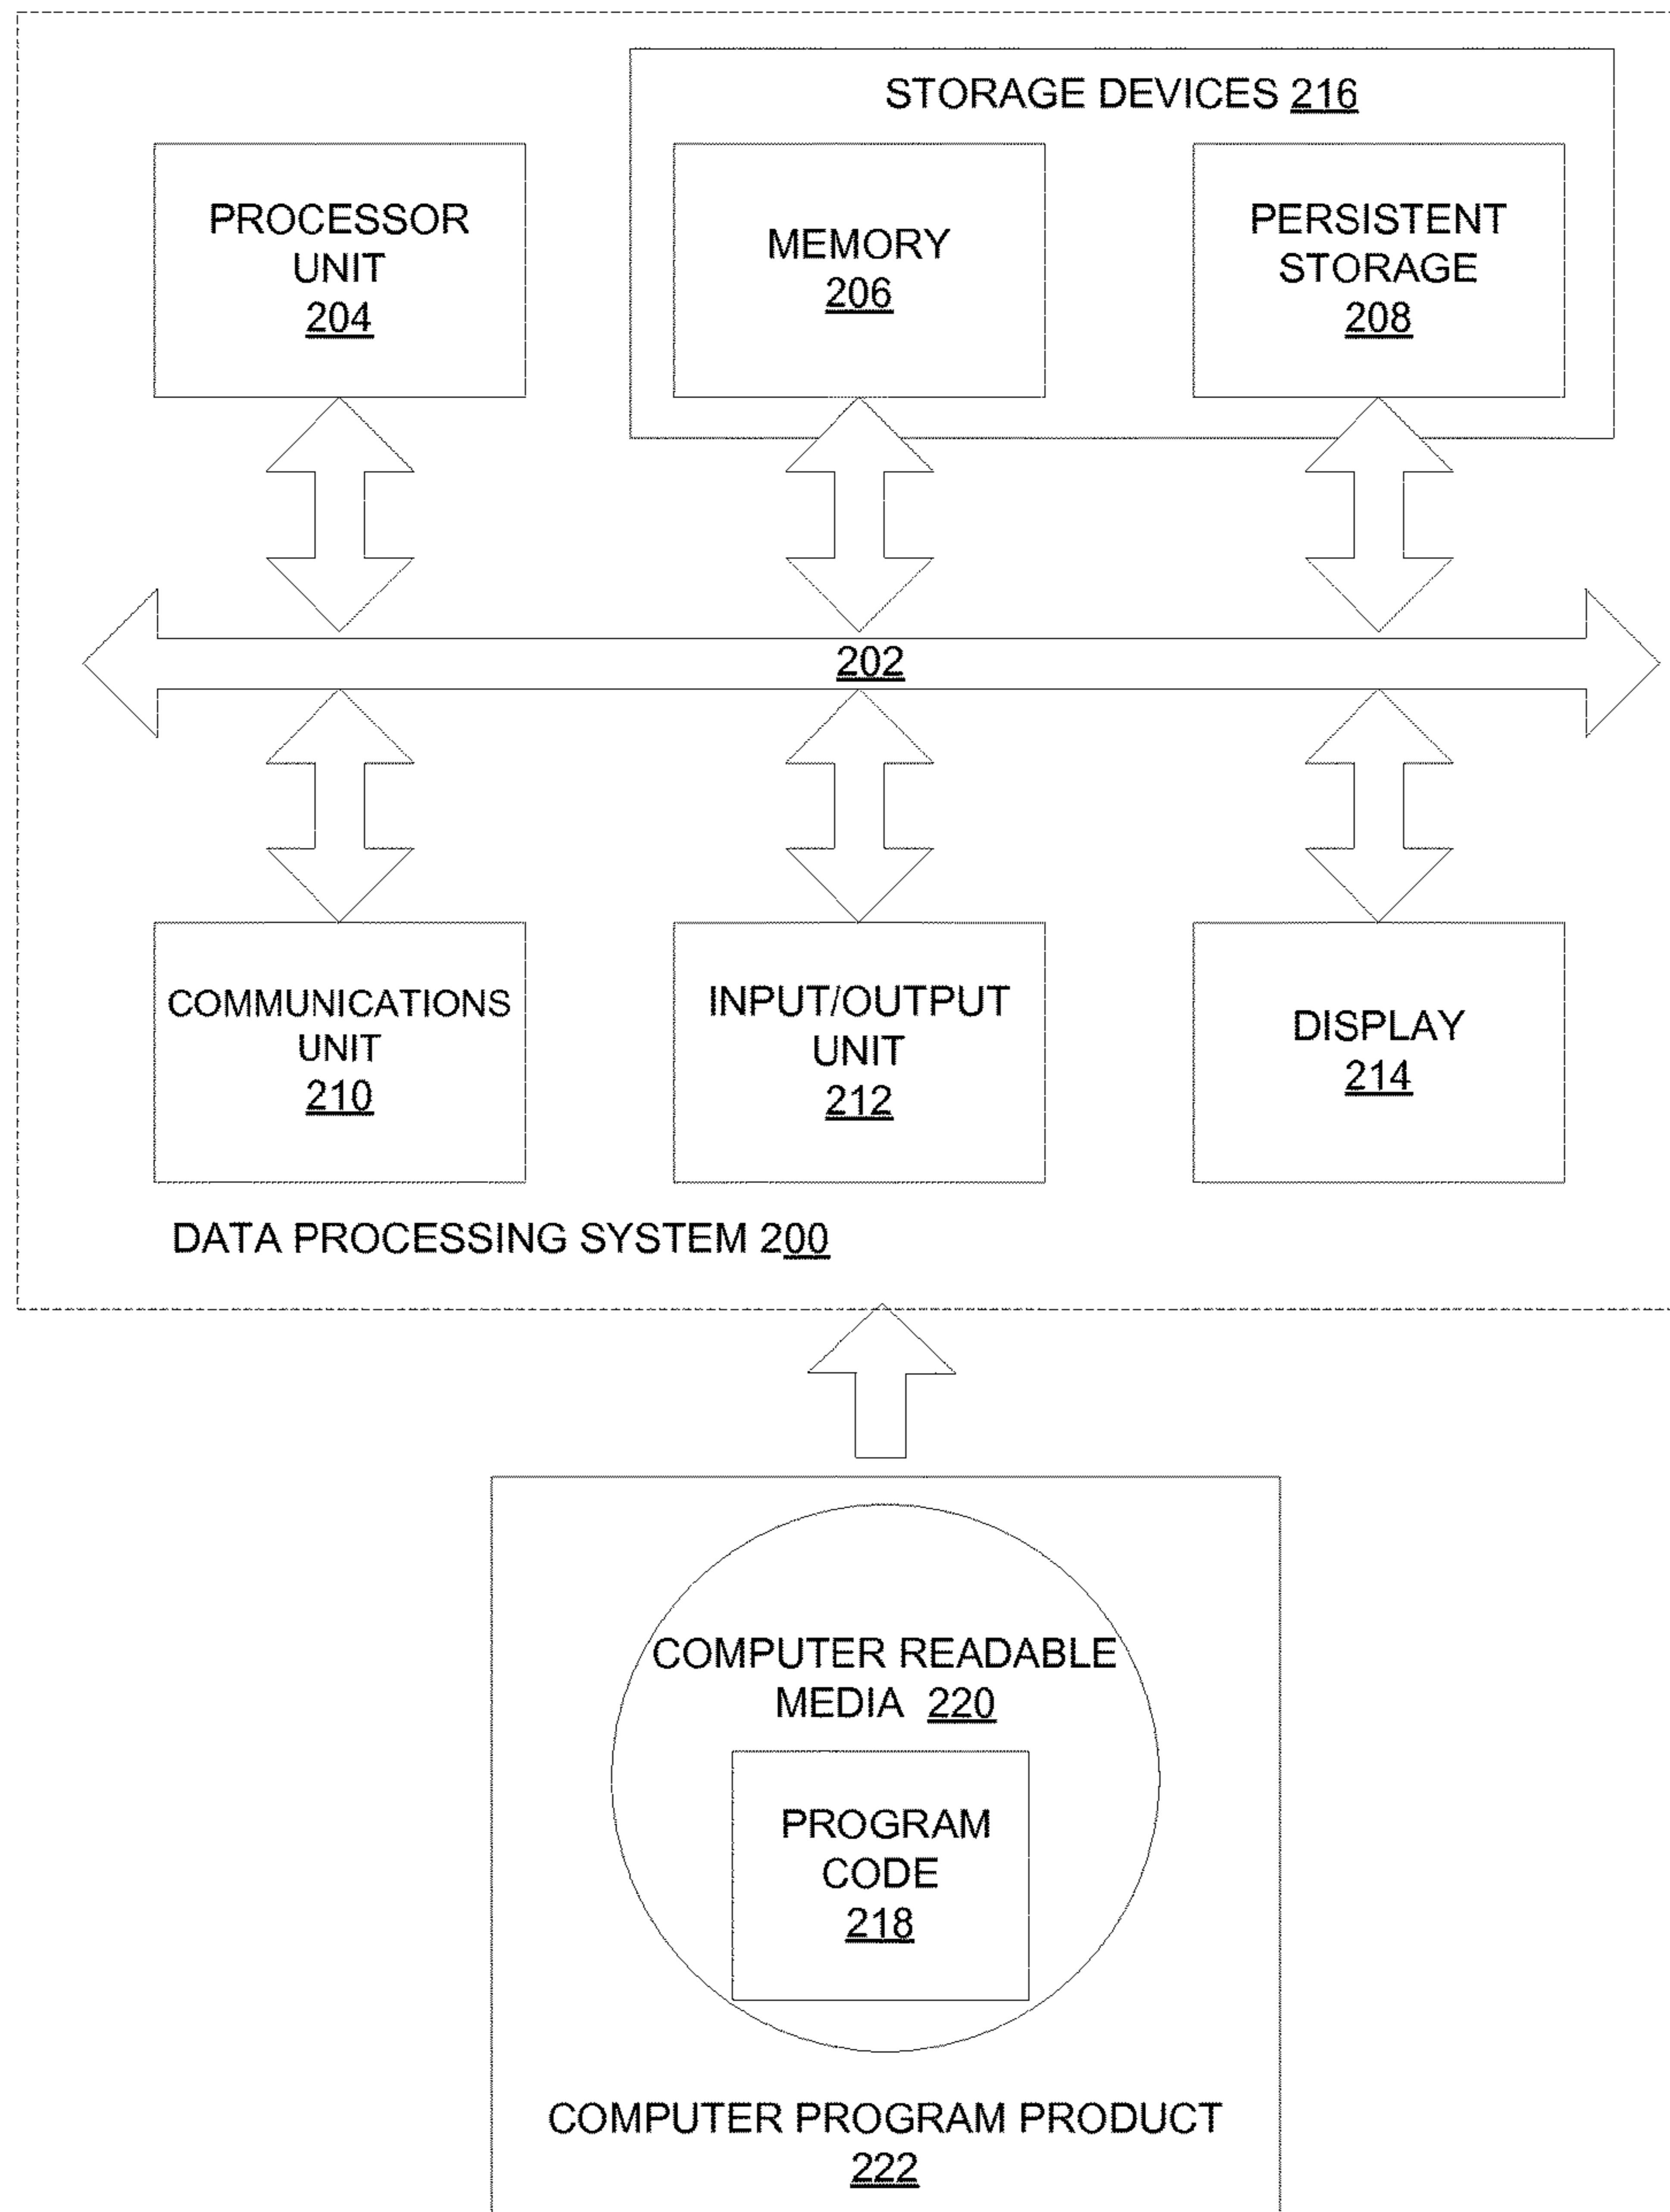 STORAGE DEVICES 216
PROCESSOR
UNIT
204
MEMORY
206
PERSISTENT
STORAGE
208
202
COMMUNICATIONS
UNIT
210
INPUT/OUTPUT
UNIT
212
DISPLAY
214
DATA PROCESSING SYSTEM 200
COMPUTER READABLE
MEDIA 220
PROGRAM
CODE
218
COMPUTER PROGRAM PRODUCT
222